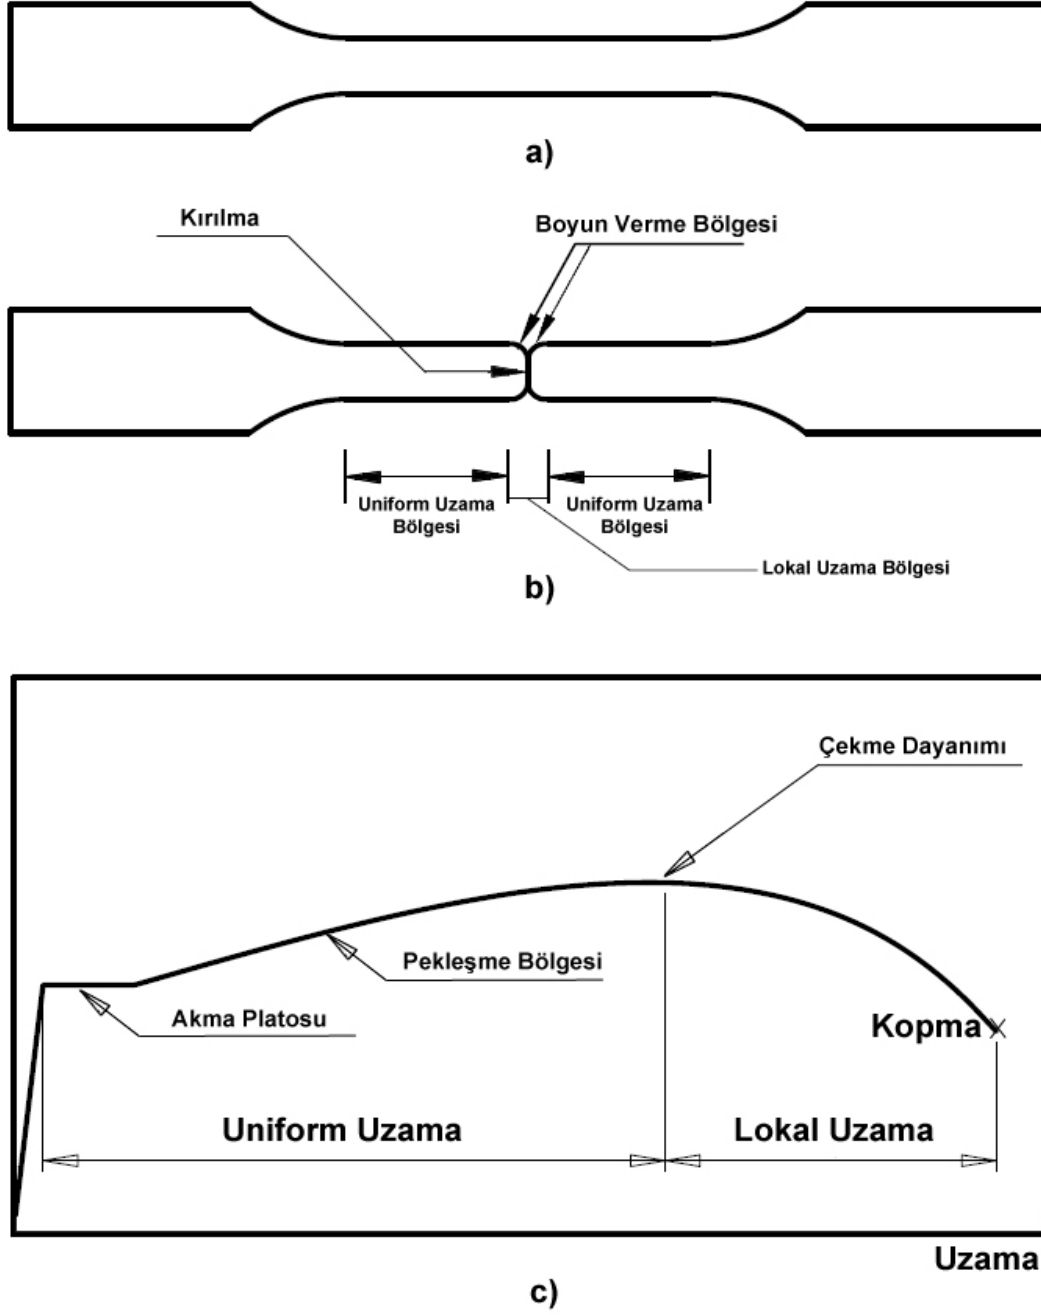 a)
Kırılma
Boyun Verme Bölgesi
Uniform Uzama
Bölgesi
Uniform Uzama
Bölgesi
Lokal Uzama Bölgesi
b)
Çekme Dayanımı
Pekleşme Bölgesi
Akma Platosu
Kopma
Uniform Uzama
Lokal Uzama
Uzama
c)